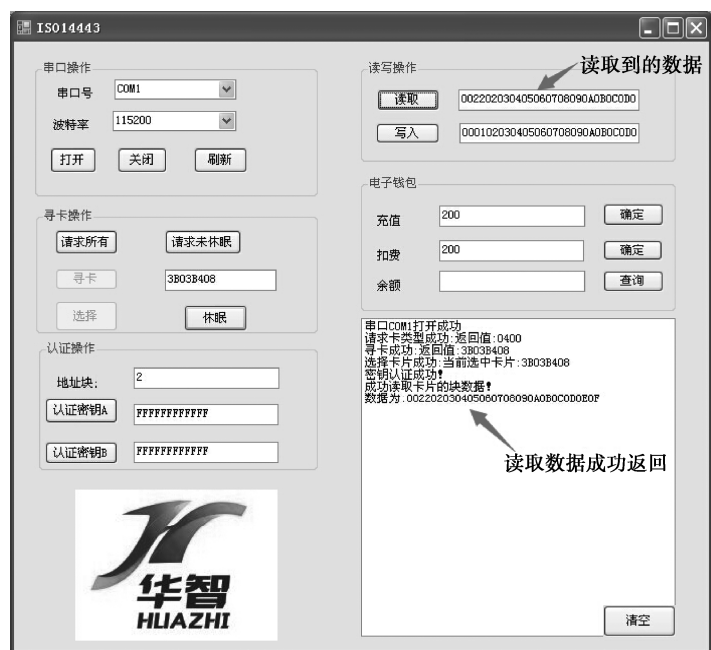 ISO14443
串口操作
串口号 COM1
波特率 115200
打开 关闭 刷新
寻卡操作
请求所有 请求未休眠
寻卡 3B03B408
选择 休眠
认证操作
地址块: 2
认证密钥A FFFFFFFFFFFF
认证密钥B FFFFFFFFFFFF
华智
HUAZHI
读写操作
读取到的数据
读取 002202030405060708090A0B0C0D0
写入 000102030405060708090A0B0C0D0
电子钱包
充值 200 确定
扣费 200 确定
余额 查询
串口COM1打开成功
请求卡类型成功:返回值:0400
寻卡成功:返回值:3B03B408
选择卡片成功:当前选中卡片:3B03B408
密钥认证成功!
成功读取卡片的块数据!
数据为:002202030405060708090A0B0C0D0E0F
读取数据成功返回
清空